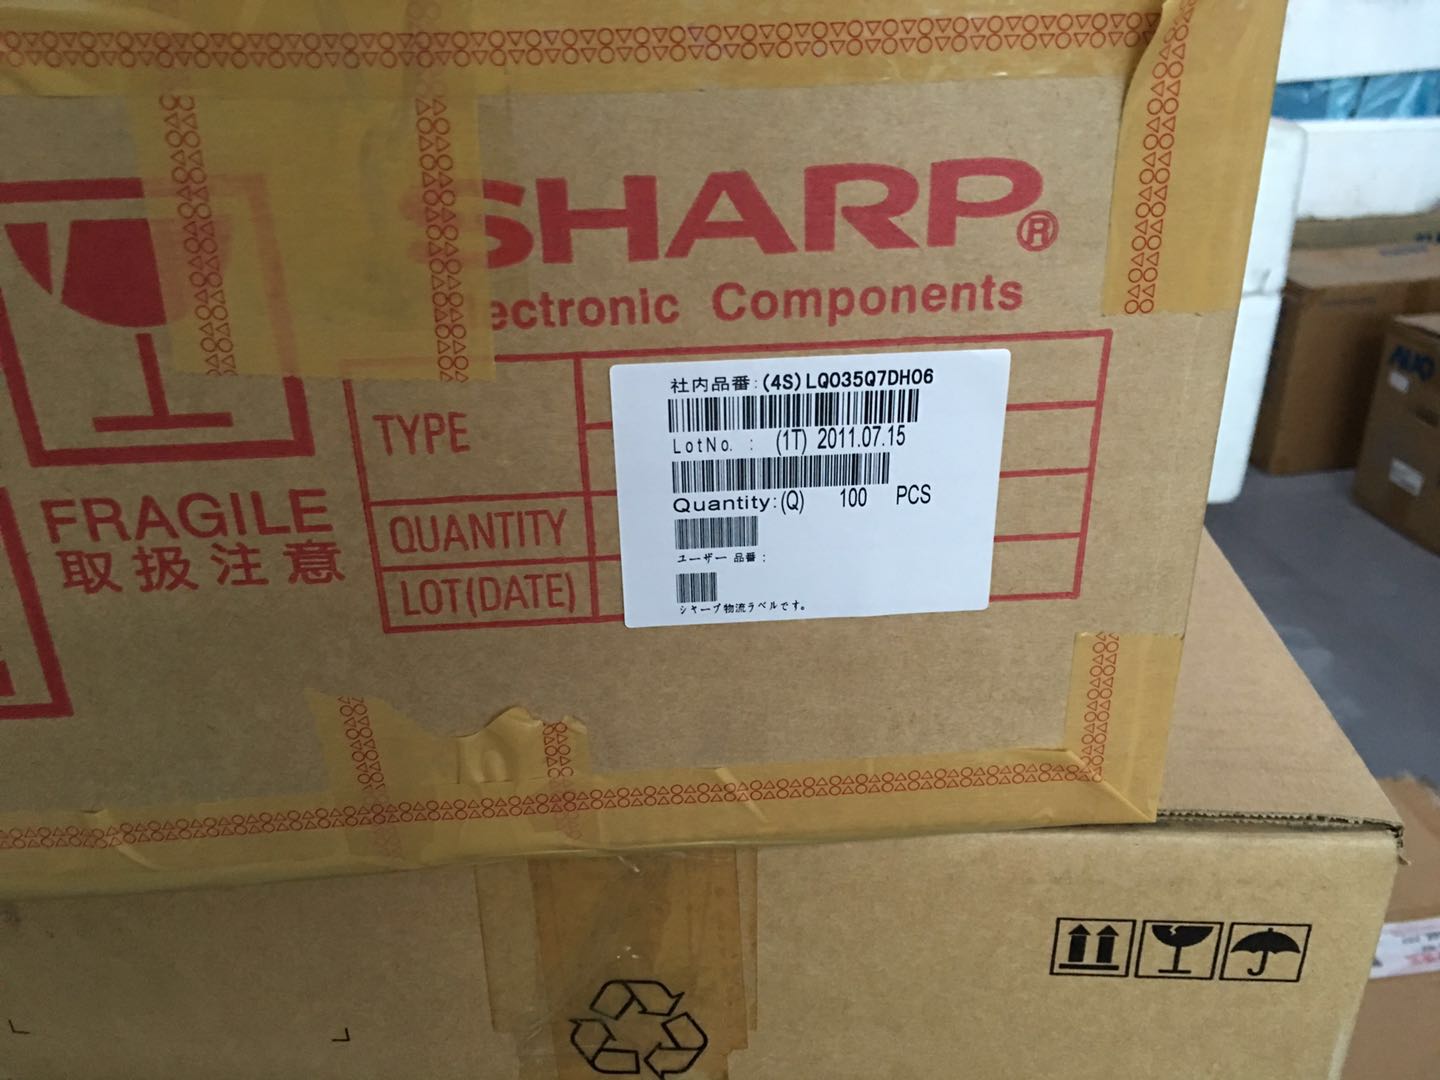 SHARP®
Electronic Components
TYPE
QUANTITY
LOT(DATE)
社内品番:(4S)LQ035Q7DH06
LotNo. : (1T) 2011.07.15
Quantity:(Q) 100 PCS
ユーザー 品番:
シャープ物流ラベルです。
FRAGILE
取扱注意
AUO